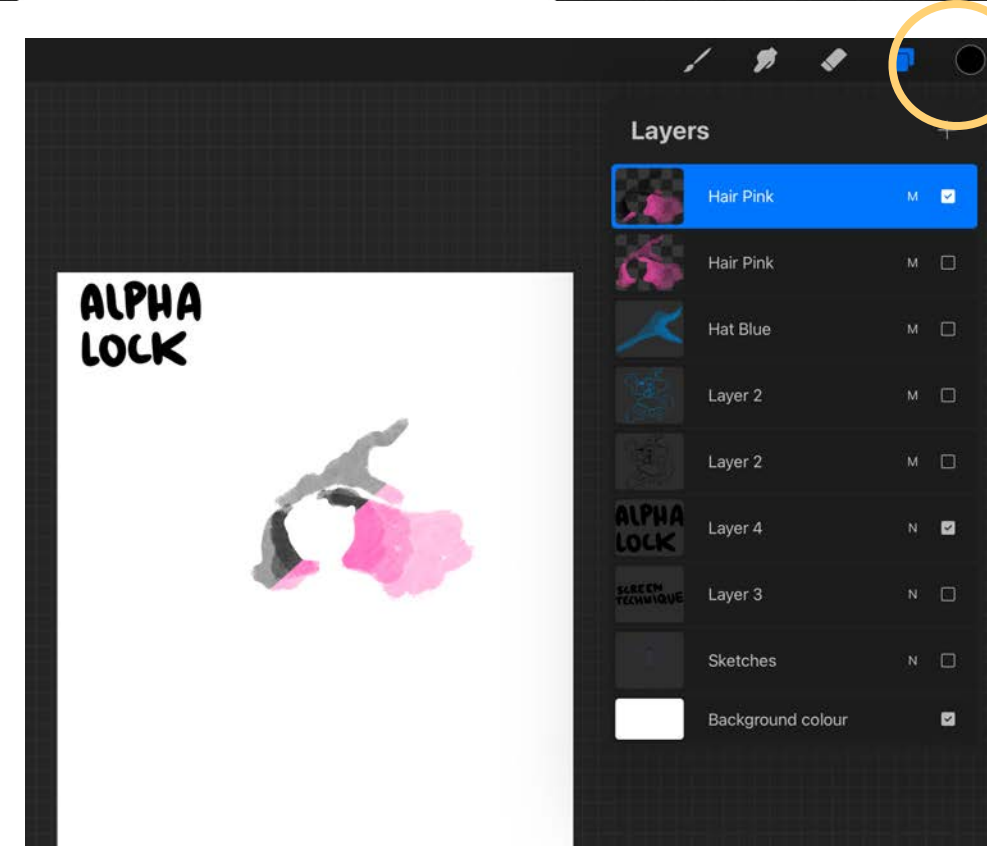 Layers
Hair Pink M
Hair Pink M
Hat Blue M
Layer 2 M
Layer 2 M
ALPHA
LOCK
Layer 4 N
SCREEN
TECHNIQUE
Layer 3 N
Sketches N
Background colour
ALPHA
LOCK